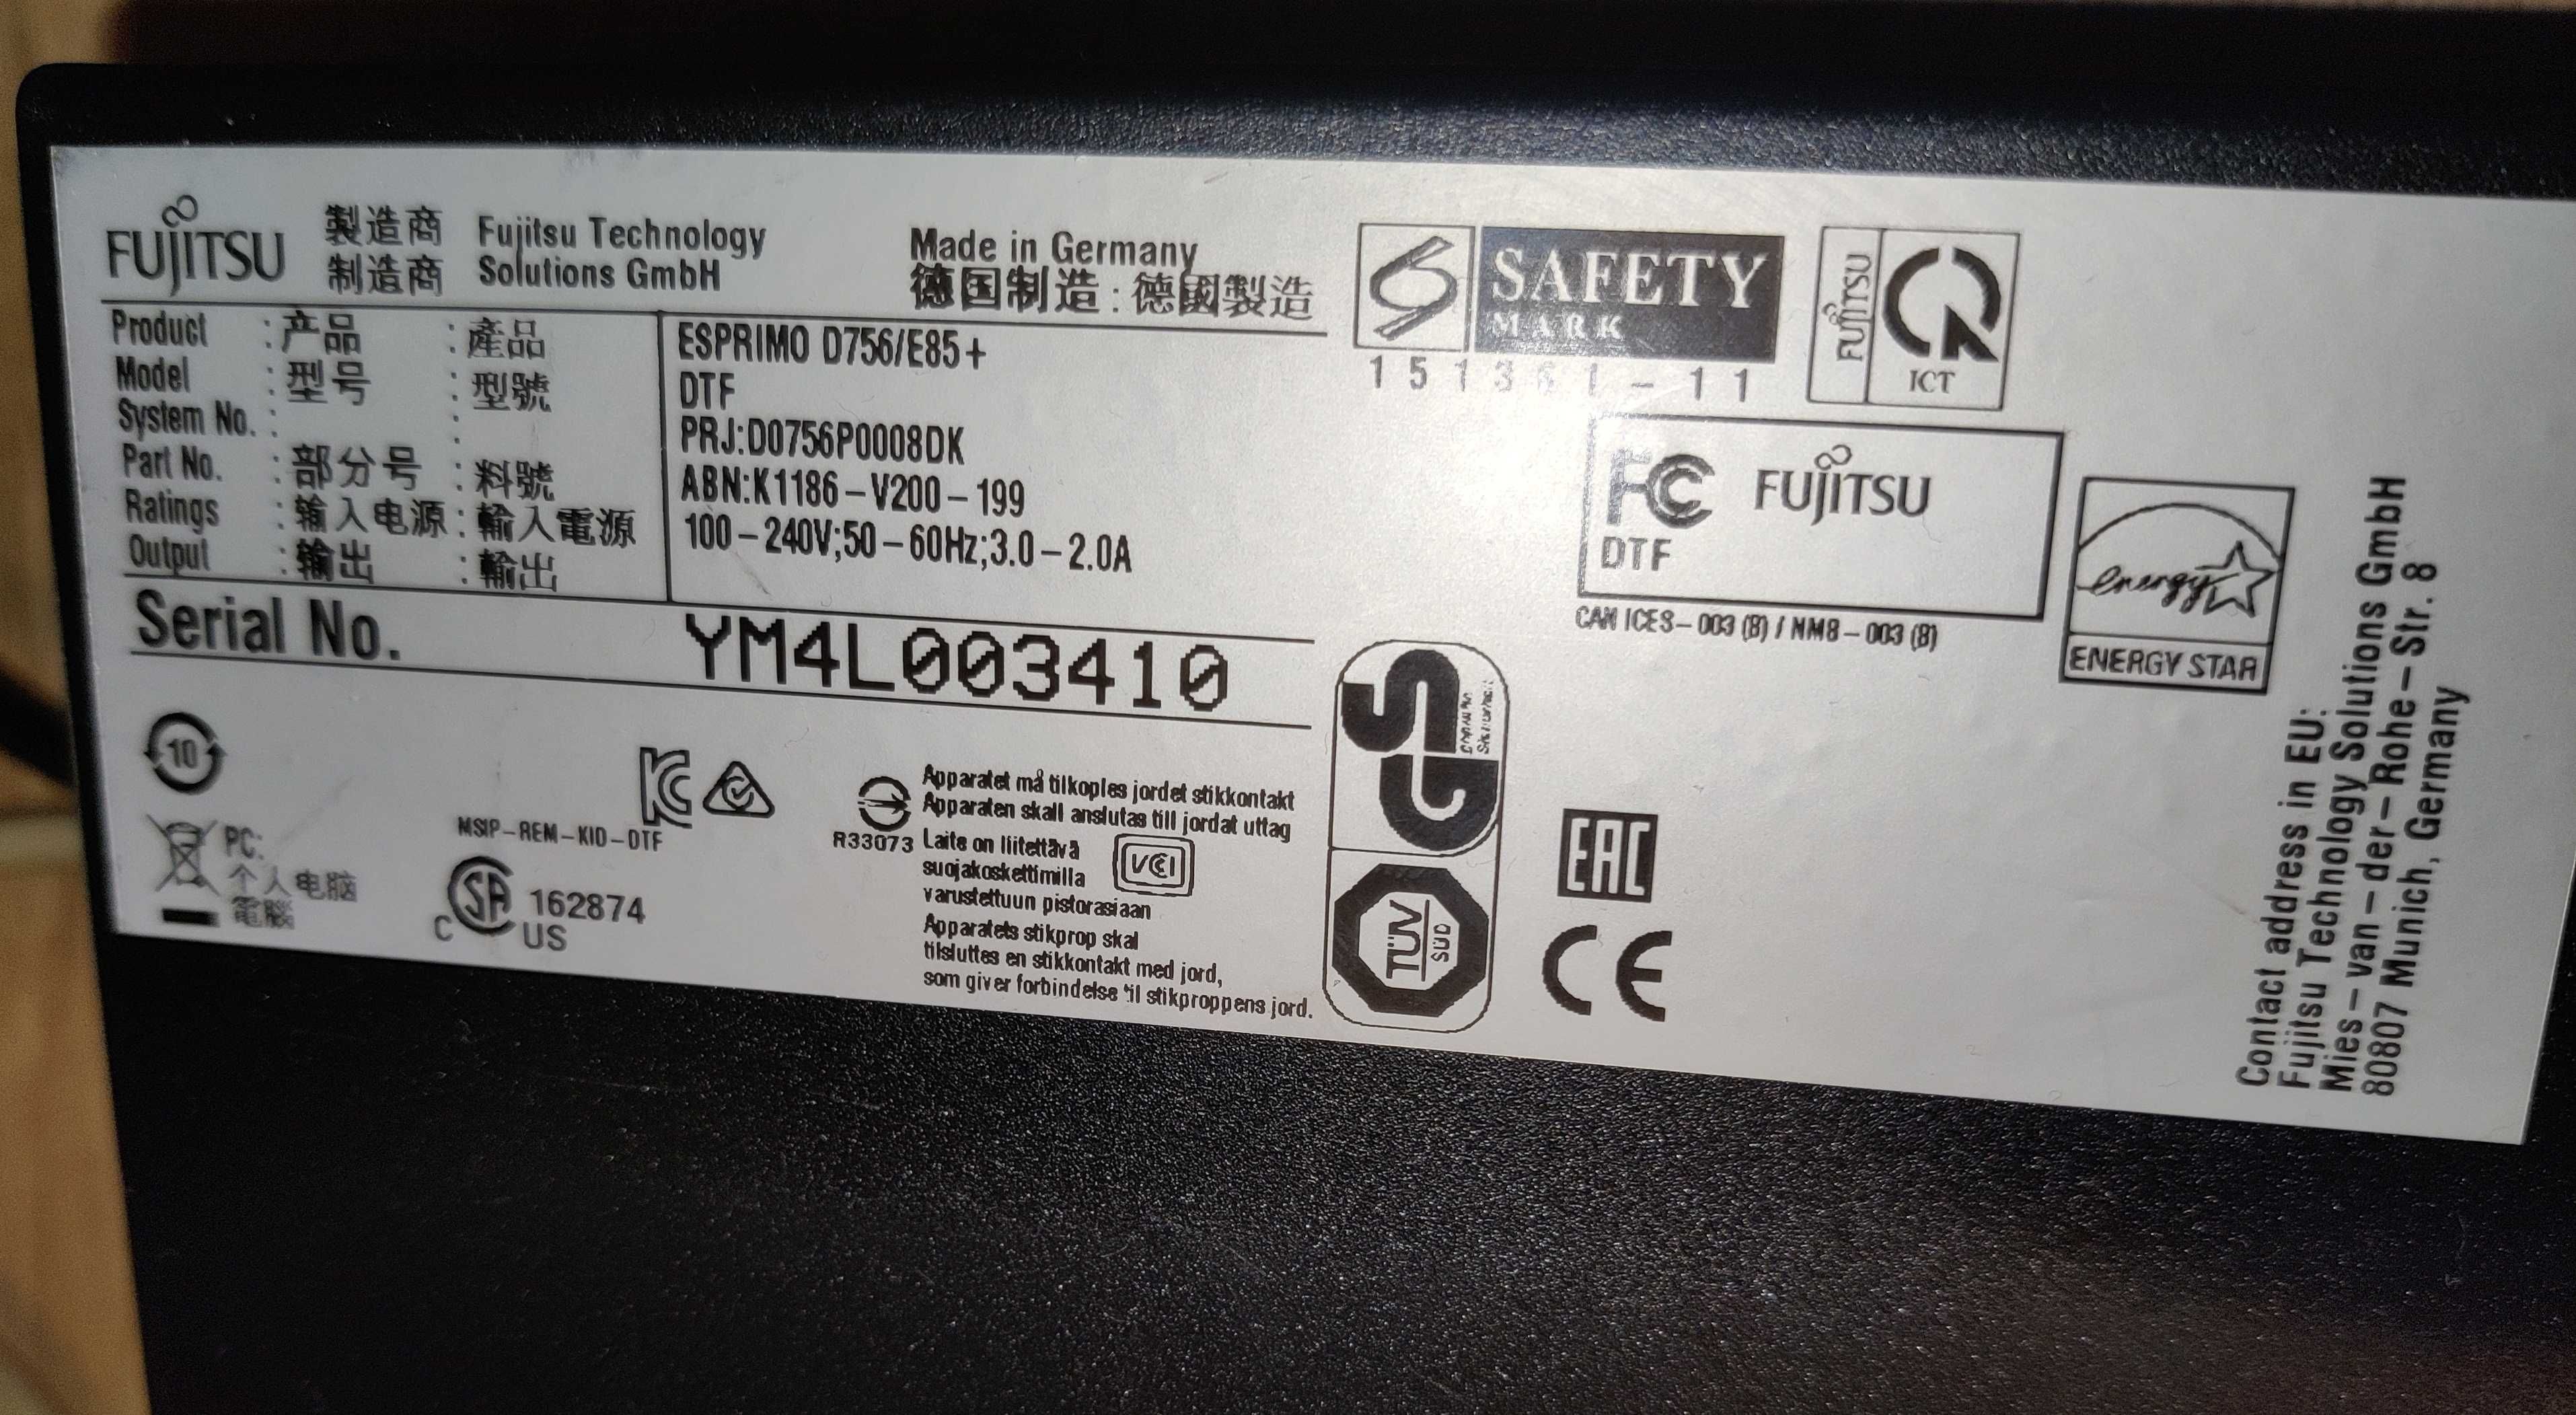 FUJITSU 製造商 Fujitsu Technology Made in Germany
制造商 Solutions GmbH 德国制造 : 德國製造
Product : 产品 : 產品 ESPRIMO D756/E85+
Model : 型号 : 型號 DTF
System No. : : PRJ:D0756P0008DK
Part No. : 部分号 : 料號 ABN:K1186-V200-199
Ratings : 输入电源 : 輸入電源 100-240V;50-60Hz;3.0-2.0A
Output : 输出 : 輸出
Serial No. YM4L003410
SAFETY
MARK
151361-11
FUJITSU
ICT
FC FUJITSU
DTF
CAN ICES-003 (B) / NMB-003 (B)
energy
ENERGY STAR
10
PC:
个人电脑
電腦
KC
MSIP-REM-KID-DTF
C SA 162874
US
R33073
Apparatet må tilkoples jordet stikkontakt
Apparaten skall anslutas till jordat uttag
Laite on liitettävä
suojakoskettimilla
varustettuun pistorasiaan
Apparatets stikprop skal
tilsluttes en stikkontakt med jord,
som giver forbindelse til stikproppens jord.
VCCI
GS
TÜV
SÜD
EAC
CE
Contact address in EU:
Fujitsu Technology Solutions GmbH
Mies-van-der-Rohe-Str. 8
80807 Munich, Germany